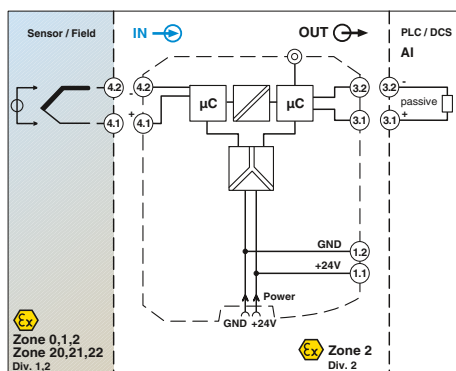 Sensor / Field
IN
OUT
PLC / DCS
AI
4.2
4.2
-
µC
µC
3.2
3.2
-
passive
4.1
+
4.1
3.1
3.1
+
GND
1.2
+24V
1.1
Power
GND +24V
Ex
Zone 0,1,2
Zone 20,21,22
Div. 1,2
Ex
Zone 2
Div. 2